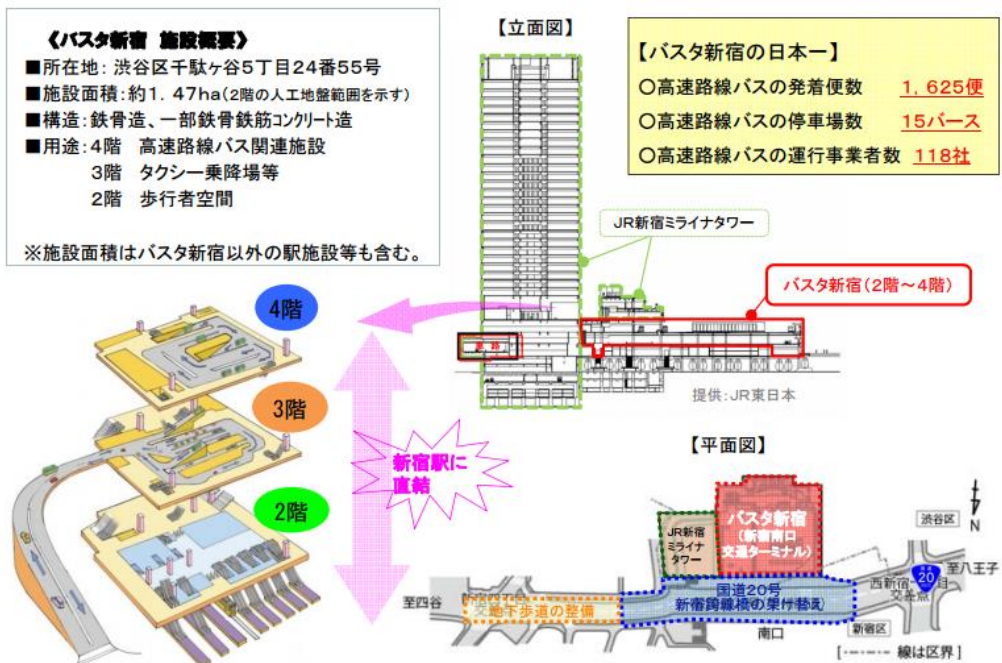 《バスタ新宿 施設概要》
■所在地：渋谷区千駄ヶ谷5丁目24番55号
■施設面積：約1．47ha(2階の人工地盤範囲を示す)
■構造：鉄骨造、一部鉄骨鉄筋コンクリート造
■用途：4階 高速路線バス関連施設
3階 タクシー乗降場等
2階 歩行者空間
※施設面積はバスタ新宿以外の駅施設等も含む。
【立面図】
【バスタ新宿の日本一】
○高速路線バスの発着便数 1，625便
○高速路線バスの停車場数 15バース
○高速路線バスの運行事業者数 118社
JR新宿ミライナタワー
バスタ新宿(2階～4階)
提供：JR東日本
4階
3階
2階
新宿駅に
直結
【平面図】
JR新宿
ミライナ
タワー
バスタ新宿
(新宿南口
交通ターミナル)
渋谷区
至八王子
20
西新宿
交差点
国道20号
新宿跨線橋の架け替え
至四谷
地下歩道の整備
南口
新宿区
[－・－・－ 線は区界]